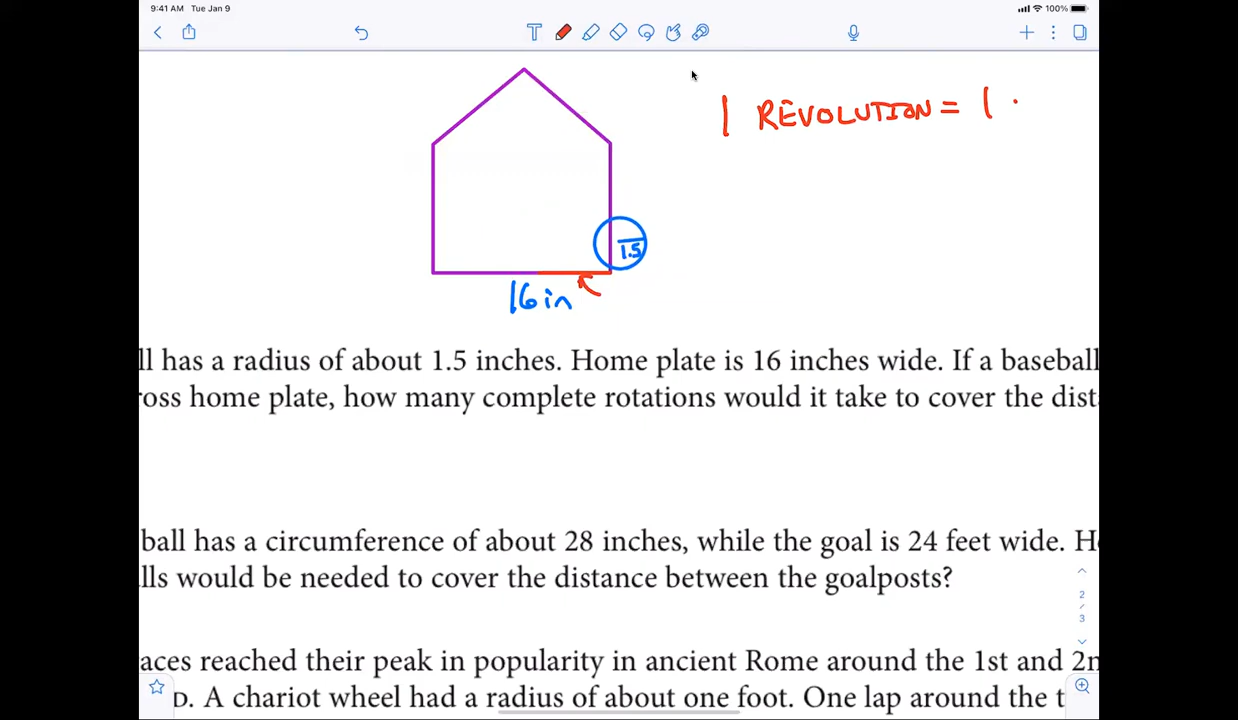 9:41 AM Tue Jan 9
100%
1 REVOLUTION = 1 .
1.5
16 in
ll has a radius of about 1.5 inches. Home plate is 16 inches wide. If a baseball
ross home plate, how many complete rotations would it take to cover the dist
ball has a circumference of about 28 inches, while the goal is 24 feet wide. H
lls would be needed to cover the distance between the goalposts?
2
/
3
aces reached their peak in popularity in ancient Rome around the 1st and 2n
D. A chariot wheel had a radius of about one foot. One lap around the t